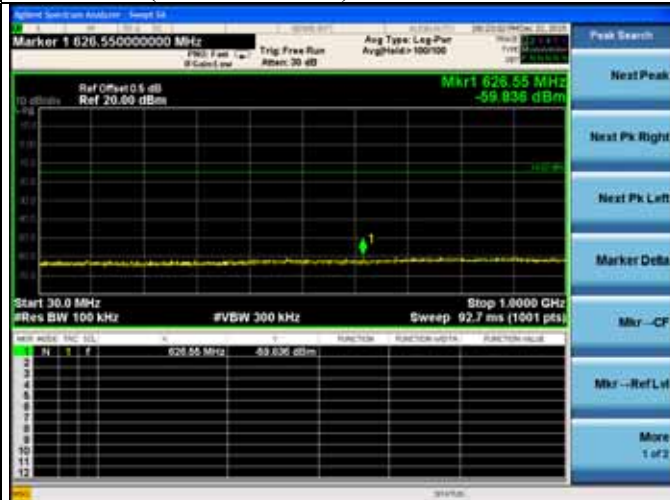 Agilent Spectrum Analyzer - Swept SA
Marker 1 626.550000000 MHz
PNO: Fast
IFGain:Low
Trig: Free Run
Atten: 30 dB
Avg Type: Log-Pwr
Avg|Hold:>100/100
Peak Search
Ref Offset 0.5 dB
Ref 20.00 dBm
10 dB/div
Mkr1 626.55 MHz
-59.836 dBm
1
Start 30.0 MHz
Stop 1.0000 GHz
#Res BW 100 kHz
#VBW 300 kHz
Sweep 92.7 ms (1001 pts)
MKR MODE TRC SCL X Y FUNCTION FUNCTION WIDTH FUNCTION VALUE
1 N 1 f 626.55 MHz -59.836 dBm
2
3
4
5
6
7
8
9
10
11
12
MSG
STATUS
Next Peak
Next Pk Right
Next Pk Left
Marker Delta
Mkr→CF
Mkr→Ref Lvl
More
1 of 2